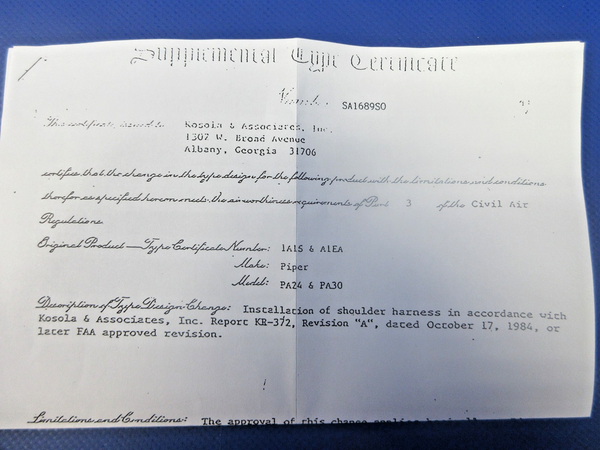 Supplemental Type Certificate
Number SA1689SO
This certificate, issued to Kosola & Associates, Inc.
1307 W. Broad Avenue
Albany, Georgia 31706
certifies that the change in the type design for the following product with the limitations and conditions
therefor as specified hereon meets the airworthiness requirements of Part 3 of the Civil Air
Regulations
Original Product—Type Certificate Number: 1A15 & A1EA
Make: Piper
Model: PA24 & PA30
Description of Type Design Change: Installation of shoulder harness in accordance with
Kosola & Associates, Inc. Report KR-372, Revision "A", dated October 17, 1984, or
later FAA approved revision.
Limitations and Conditions: The approval of this change applies